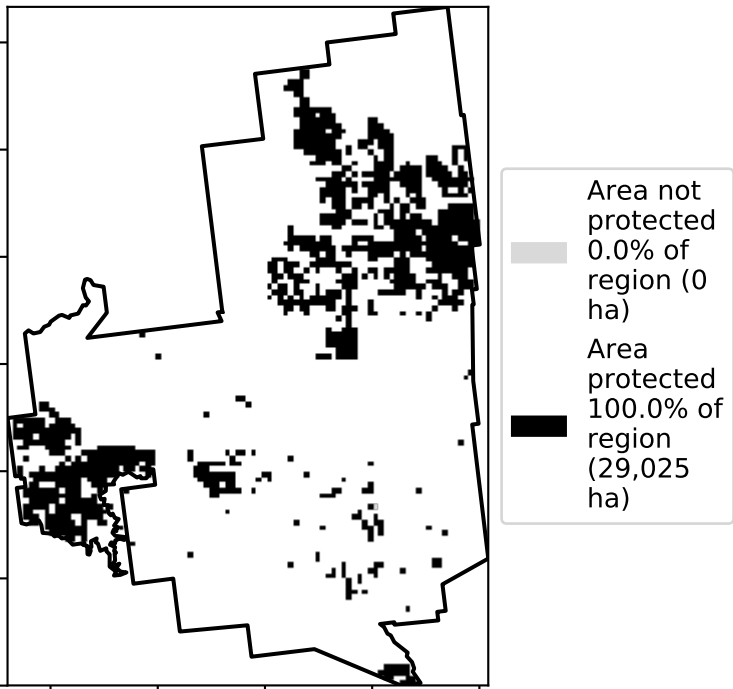 Area not
protected
0.0% of
region (0
ha)
Area
protected
100.0% of
region
(29,025
ha)